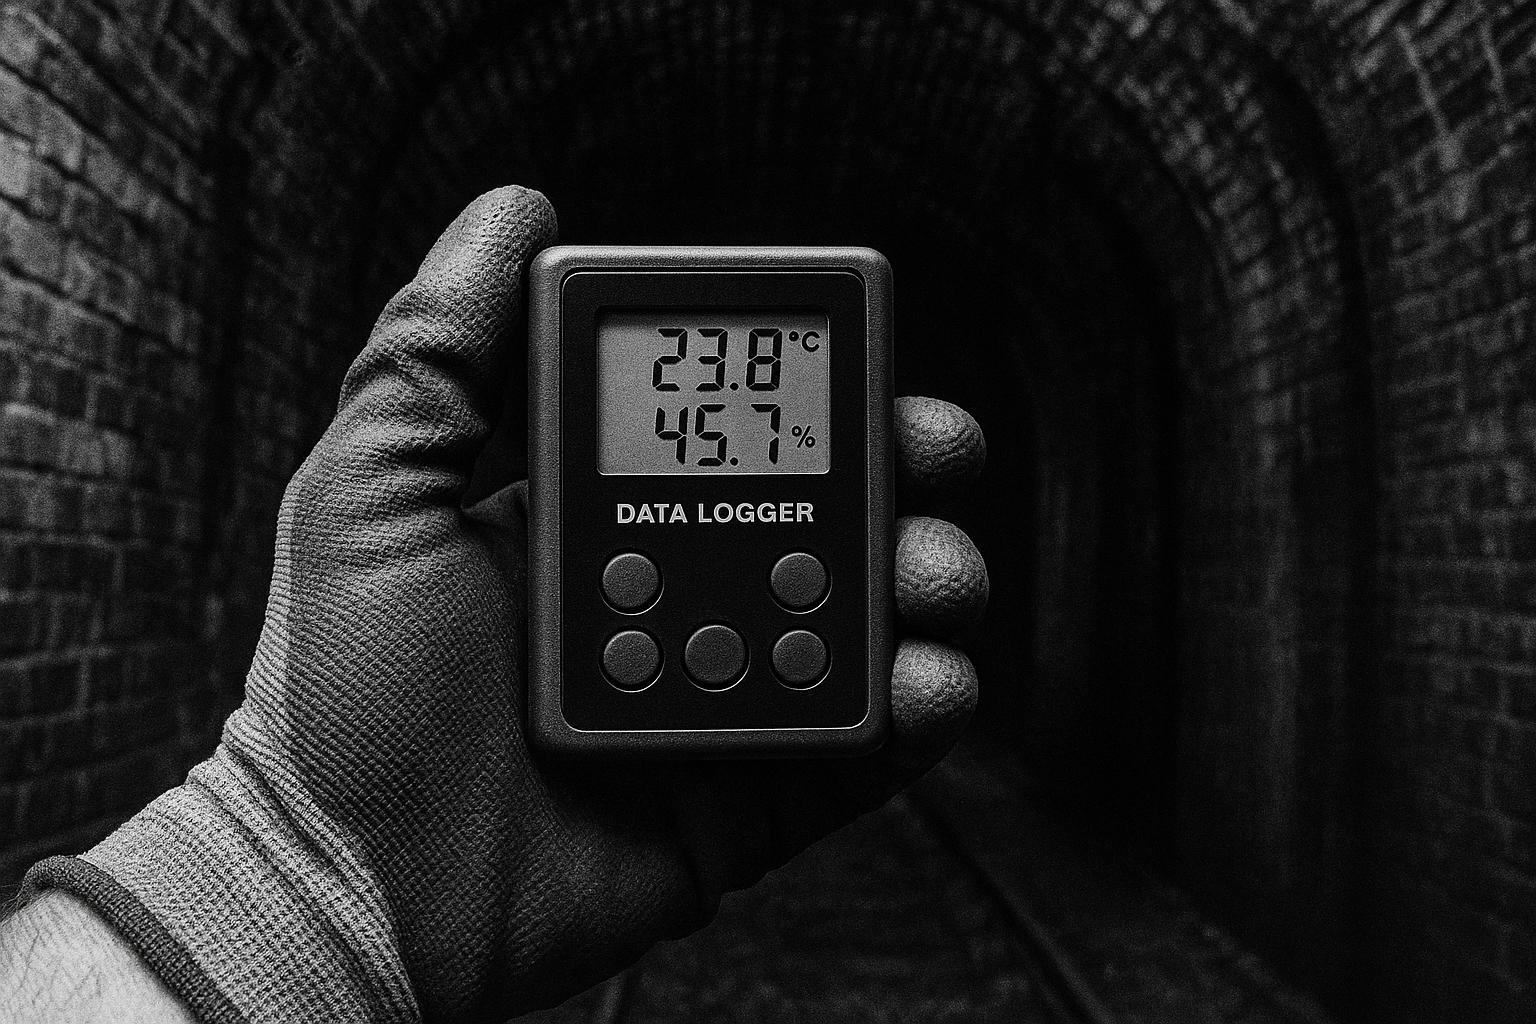 23.8 °C
45.7 %
DATA LOGGER